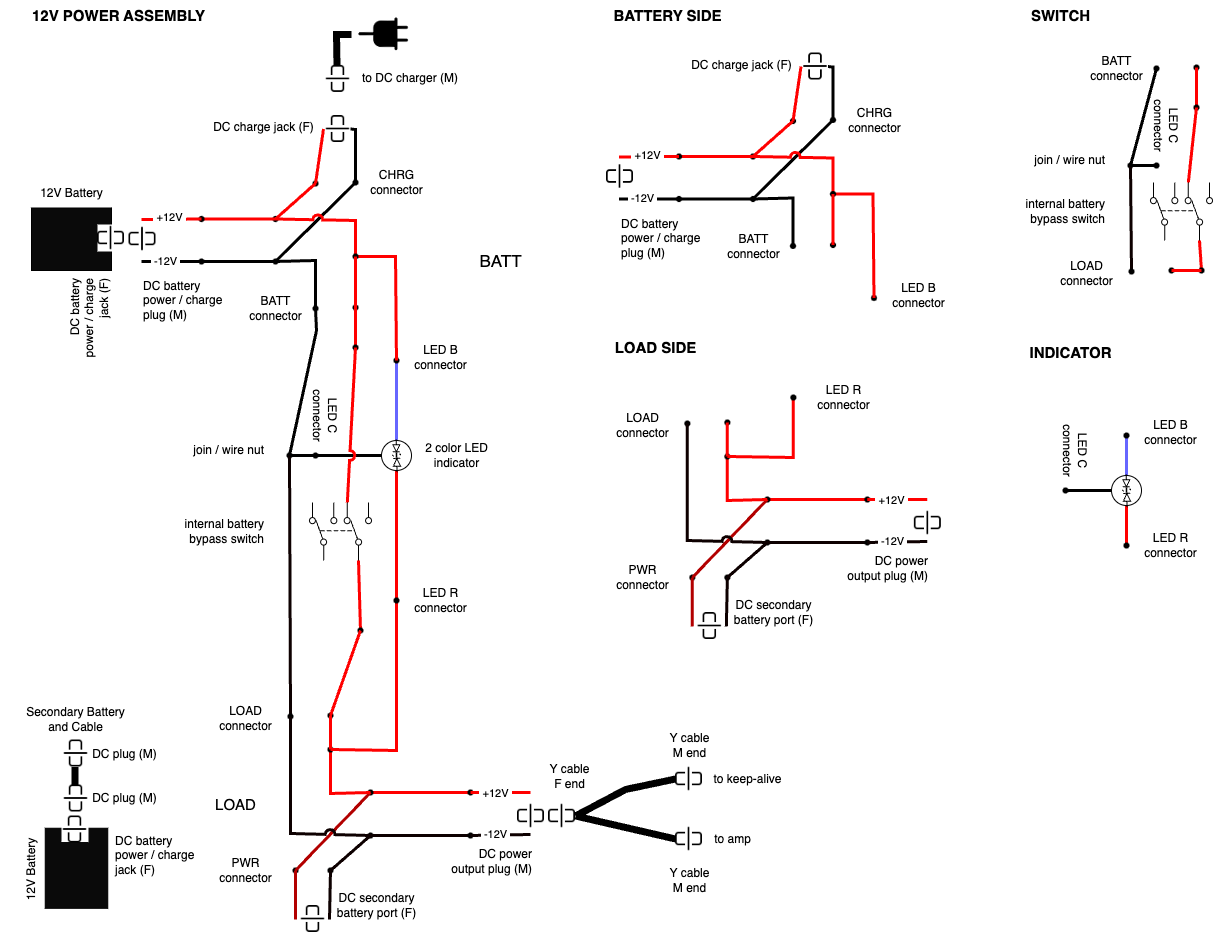 12V POWER ASSEMBLY
to DC charger (M)
DC charge jack (F)
CHRG
connector
12V Battery
+12V
-12V
DC battery
power / charge
jack (F)
DC battery
power / charge
plug (M)
BATT
connector
BATT
LED B
connector
LED C
connector
join / wire nut
2 color LED
indicator
internal battery
bypass switch
LED R
connector
LOAD
connector
Secondary Battery
and Cable
DC plug (M)
DC plug (M)
12V Battery
DC battery
power / charge
jack (F)
LOAD
+12V
-12V
PWR
connector
DC power
output plug (M)
DC secondary
battery port (F)
Y cable
F end
Y cable
M end
to keep-alive
to amp
Y cable
M end
BATTERY SIDE
DC charge jack (F)
CHRG
connector
+12V
-12V
DC battery
power / charge
plug (M)
BATT
connector
LED B
connector
LOAD SIDE
LED R
connector
LOAD
connector
+12V
-12V
DC power
output plug (M)
PWR
connector
DC secondary
battery port (F)
SWITCH
BATT
connector
LED C
connector
join / wire nut
internal battery
bypass switch
LOAD
connector
INDICATOR
LED B
connector
LED C
connector
LED R
connector